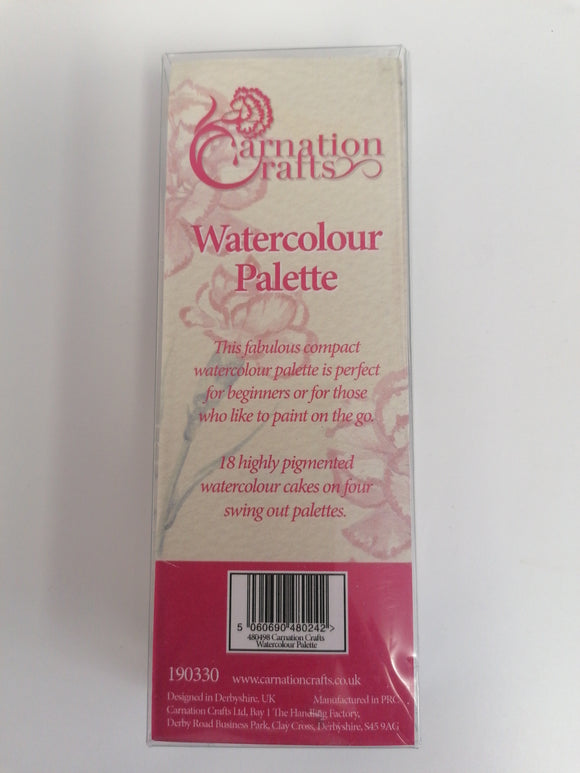 Carnation
Crafts
Watercolour
Palette
This fabulous compact
watercolour palette is perfect
for beginners or for those
who like to paint on the go.
18 highly pigmented
watercolour cakes on four
swing out palettes.
5 060690 480242 >
480498 Carnation Crafts
Watercolour Palette
190330 www.carnationcrafts.co.uk
Designed in Derbyshire, UK Manufactured in PRC
Carnation Crafts Ltd, Bay 1 The Handling Factory,
Derby Road Business Park, Clay Cross, Derbyshire, S45 9AG